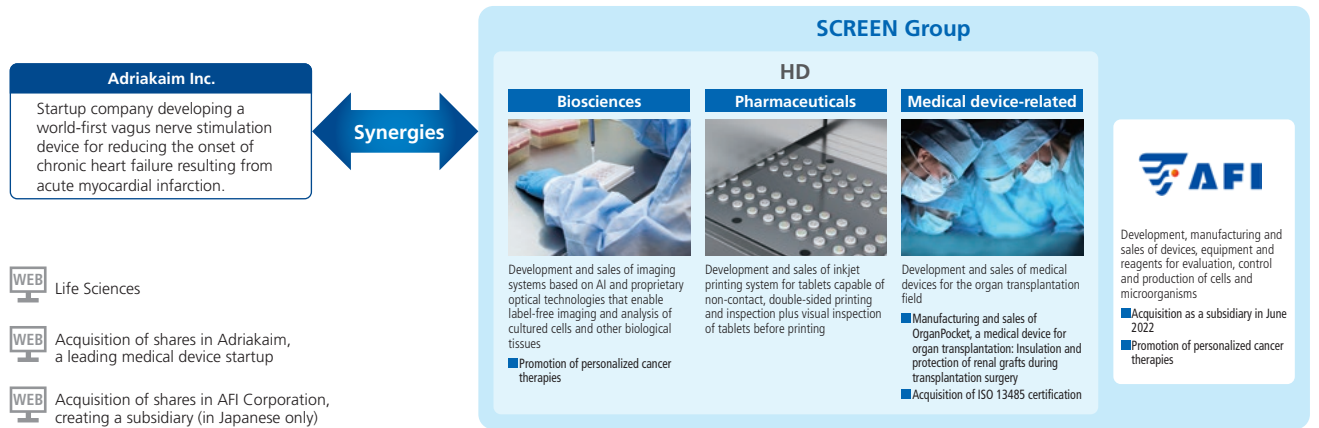 SCREEN Group
Adriakaim Inc.
Startup company developing a
world-first vagus nerve stimulation
device for reducing the onset of
chronic heart failure resulting from
acute myocardial infarction.
Synergies
HD
Biosciences
Development and sales of imaging
systems based on AI and proprietary
optical technologies that enable
label-free imaging and analysis of
cultured cells and other biological
tissues
Promotion of personalized cancer
therapies
Pharmaceuticals
Development and sales of inkjet
printing system for tablets capable of
non-contact, double-sided printing
and inspection plus visual inspection
of tablets before printing
Medical device-related
Development and sales of medical
devices for the organ transplantation
field
Manufacturing and sales of
OrganPocket, a medical device for
organ transplantation: Insulation and
protection of renal grafts during
transplantation surgery
Acquisition of ISO 13485 certification
AFI
Development, manufacturing and
sales of devices, equipment and
reagents for evaluation, control
and production of cells and
microorganisms
Acquisition as a subsidiary in June
2022
Promotion of personalized cancer
therapies
WEB
Life Sciences
WEB
Acquisition of shares in Adriakaim,
a leading medical device startup
WEB
Acquisition of shares in AFI Corporation,
creating a subsidiary (in Japanese only)